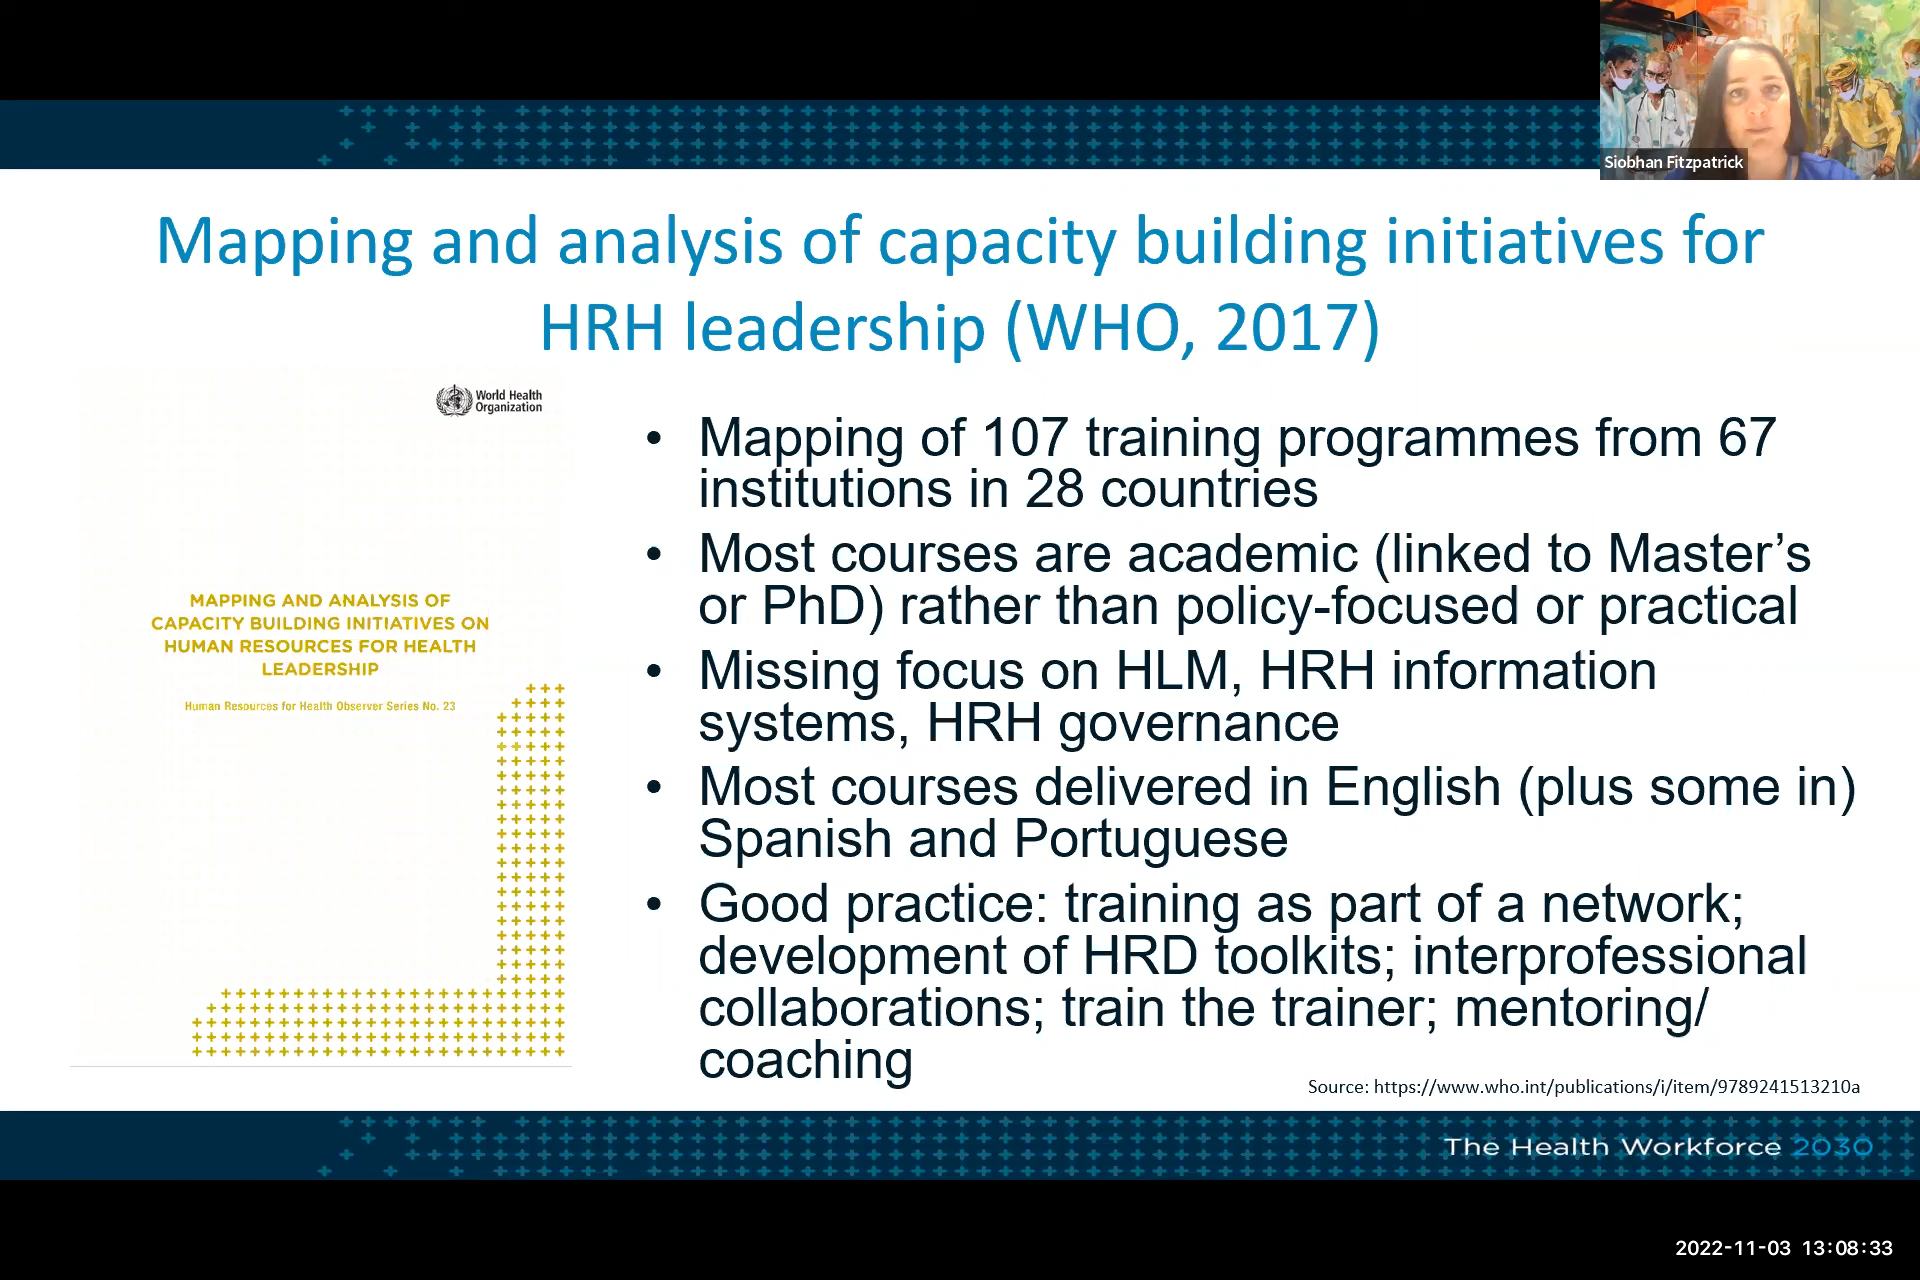 Siobhan Fitzpatrick
Mapping and analysis of capacity building initiatives for
HRH leadership (WHO, 2017)
World Health
Organization
MAPPING AND ANALYSIS OF
CAPACITY BUILDING INITIATIVES ON
HUMAN RESOURCES FOR HEALTH
LEADERSHIP
Human Resources for Health Observer Series No. 23
• Mapping of 107 training programmes from 67
institutions in 28 countries
• Most courses are academic (linked to Master’s
or PhD) rather than policy-focused or practical
• Missing focus on HLM, HRH information
systems, HRH governance
• Most courses delivered in English (plus some in)
Spanish and Portuguese
• Good practice: training as part of a network;
development of HRD toolkits; interprofessional
collaborations; train the trainer; mentoring/
coaching
Source: https://www.who.int/publications/i/item/9789241513210a
The Health Workforce 2030
2022-11-03 13:08:33